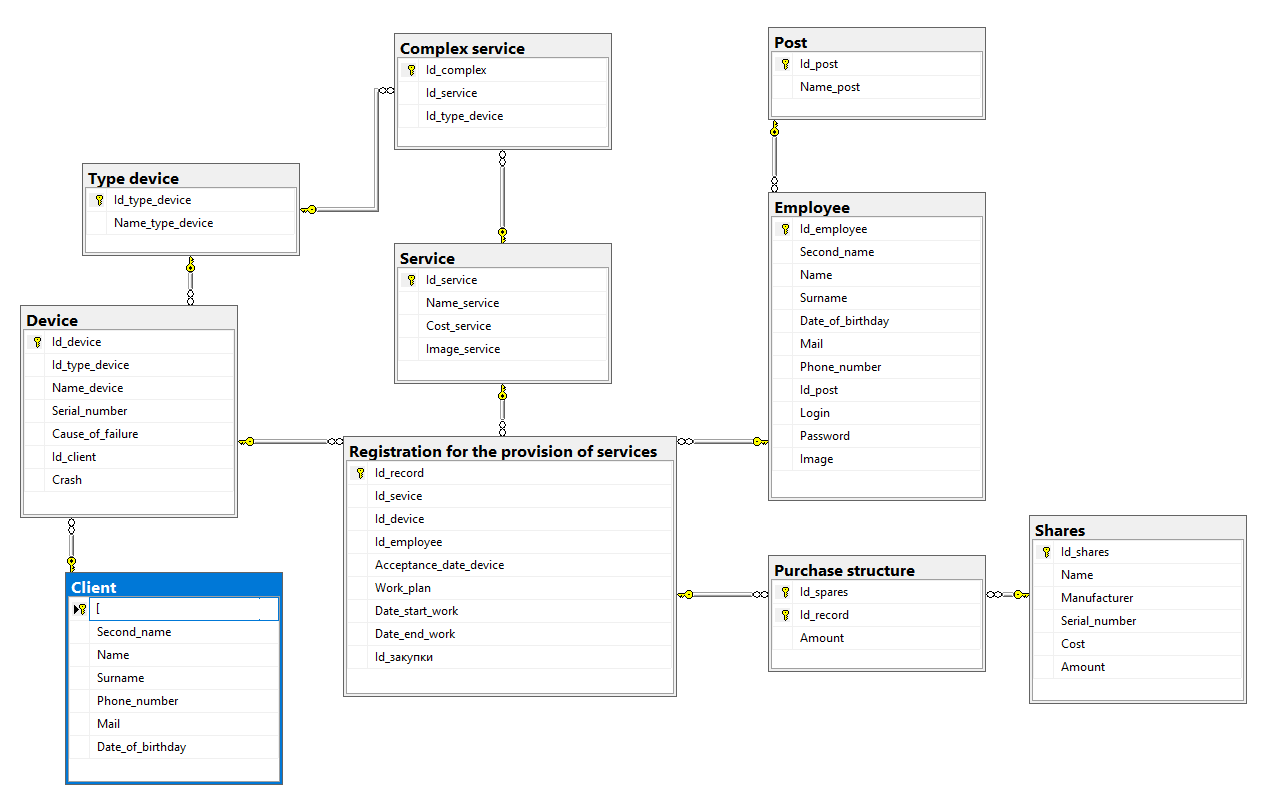 Complex service
Id_complex
Id_service
Id_type_device
Post
Id_post
Name_post
Type device
Id_type_device
Name_type_device
Employee
Id_employee
Second_name
Name
Surname
Date_of_birthday
Mail
Phone_number
Id_post
Login
Password
Image
Service
Id_service
Name_service
Cost_service
Image_service
Device
Id_device
Id_type_device
Name_device
Serial_number
Cause_of_failure
Id_client
Crash
Registration for the provision of services
Id_record
Id_sevice
Id_device
Id_employee
Acceptance_date_device
Work_plan
Date_start_work
Date_end_work
Id_закупки
Shares
Id_shares
Name
Manufacturer
Serial_number
Cost
Amount
Purchase structure
Id_spares
Id_record
Amount
Client
[
Second_name
Name
Surname
Phone_number
Mail
Date_of_birthday